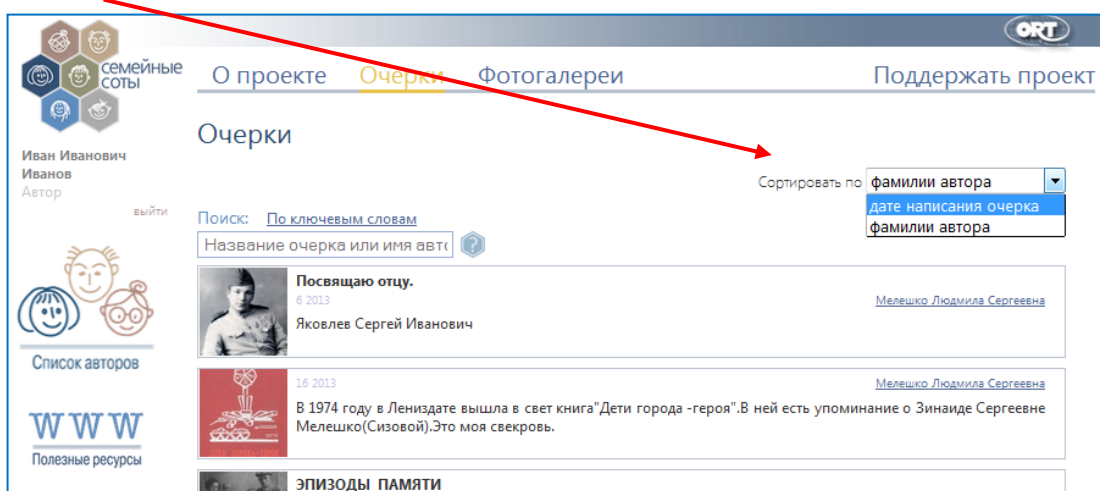 ORT
семейные
соты
О проекте Очерки Фотогалереи Поддержать проект
Очерки
Иван Иванович
Иванов
Автор
выйти
Сортировать по фамилии автора
дате написания очерка
фамилии автора
Поиск: По ключевым словам
Название очерка или имя авто
?
Посвящаю отцу.
6 2013
Мелешко Людмила Сергеевна
Яковлев Сергей Иванович
Список авторов
16 2013
Мелешко Людмила Сергеевна
В 1974 году в Лениздате вышла в свет книга"Дети города -героя".В ней есть упоминание о Зинаиде Сергеевне
Мелешко(Сизовой).Это моя свекровь.
W W W
Полезные ресурсы
ЭПИЗОДЫ ПАМЯТИ